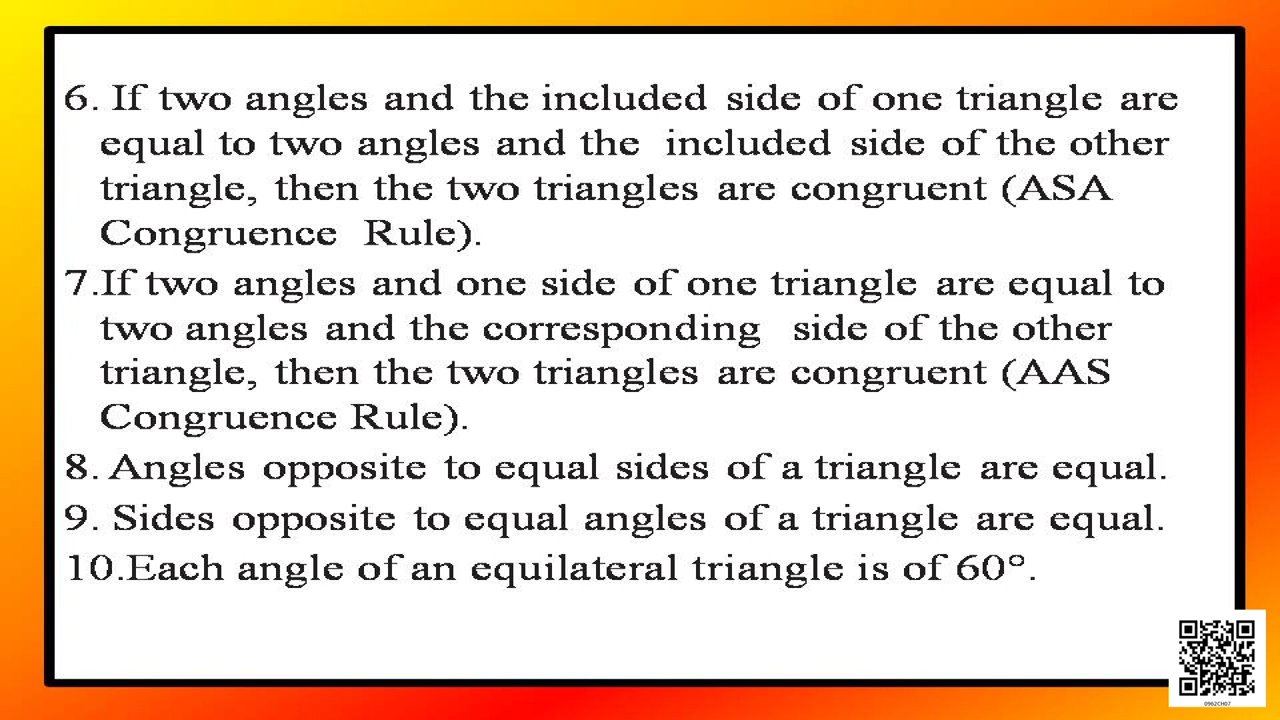 6. If two angles and the included side of one triangle are
equal to two angles and the included side of the other
triangle, then the two triangles are congruent (ASA
Congruence Rule).
7.If two angles and one side of one triangle are equal to
two angles and the corresponding side of the other
triangle, then the two triangles are congruent (AAS
Congruence Rule).
8. Angles opposite to equal sides of a triangle are equal.
9. Sides opposite to equal angles of a triangle are equal.
10.Each angle of an equilateral triangle is of 60°.
0962CH07